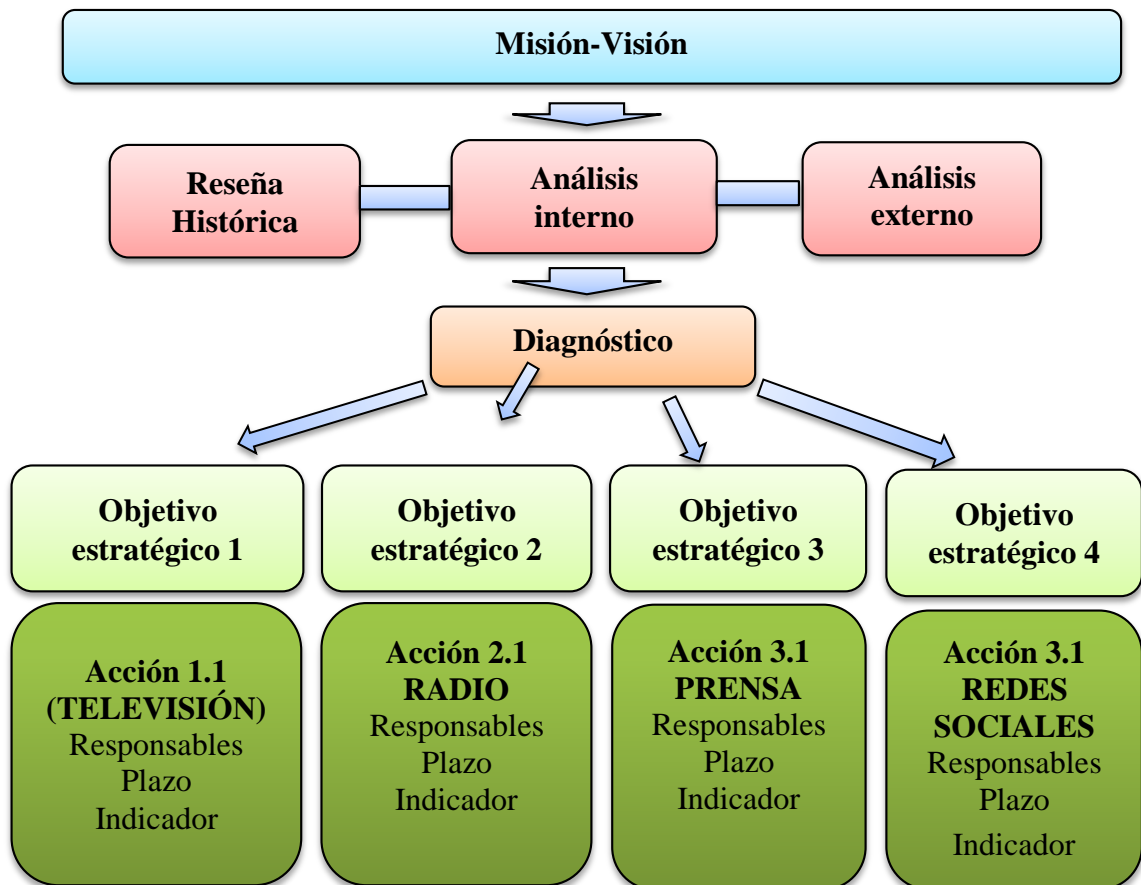 Misión-Visión
Reseña
Histórica
Análisis
interno
Análisis
externo
Diagnóstico
Objetivo
estratégico 1
Objetivo
estratégico 2
Objetivo
estratégico 3
Objetivo
estratégico 4
Acción 1.1
(TELEVISIÓN)
Responsables
Plazo
Indicador
Acción 2.1
RADIO
Responsables
Plazo
Indicador
Acción 3.1
PRENSA
Responsables
Plazo
Indicador
Acción 3.1
REDES
SOCIALES
Responsables
Plazo
Indicador